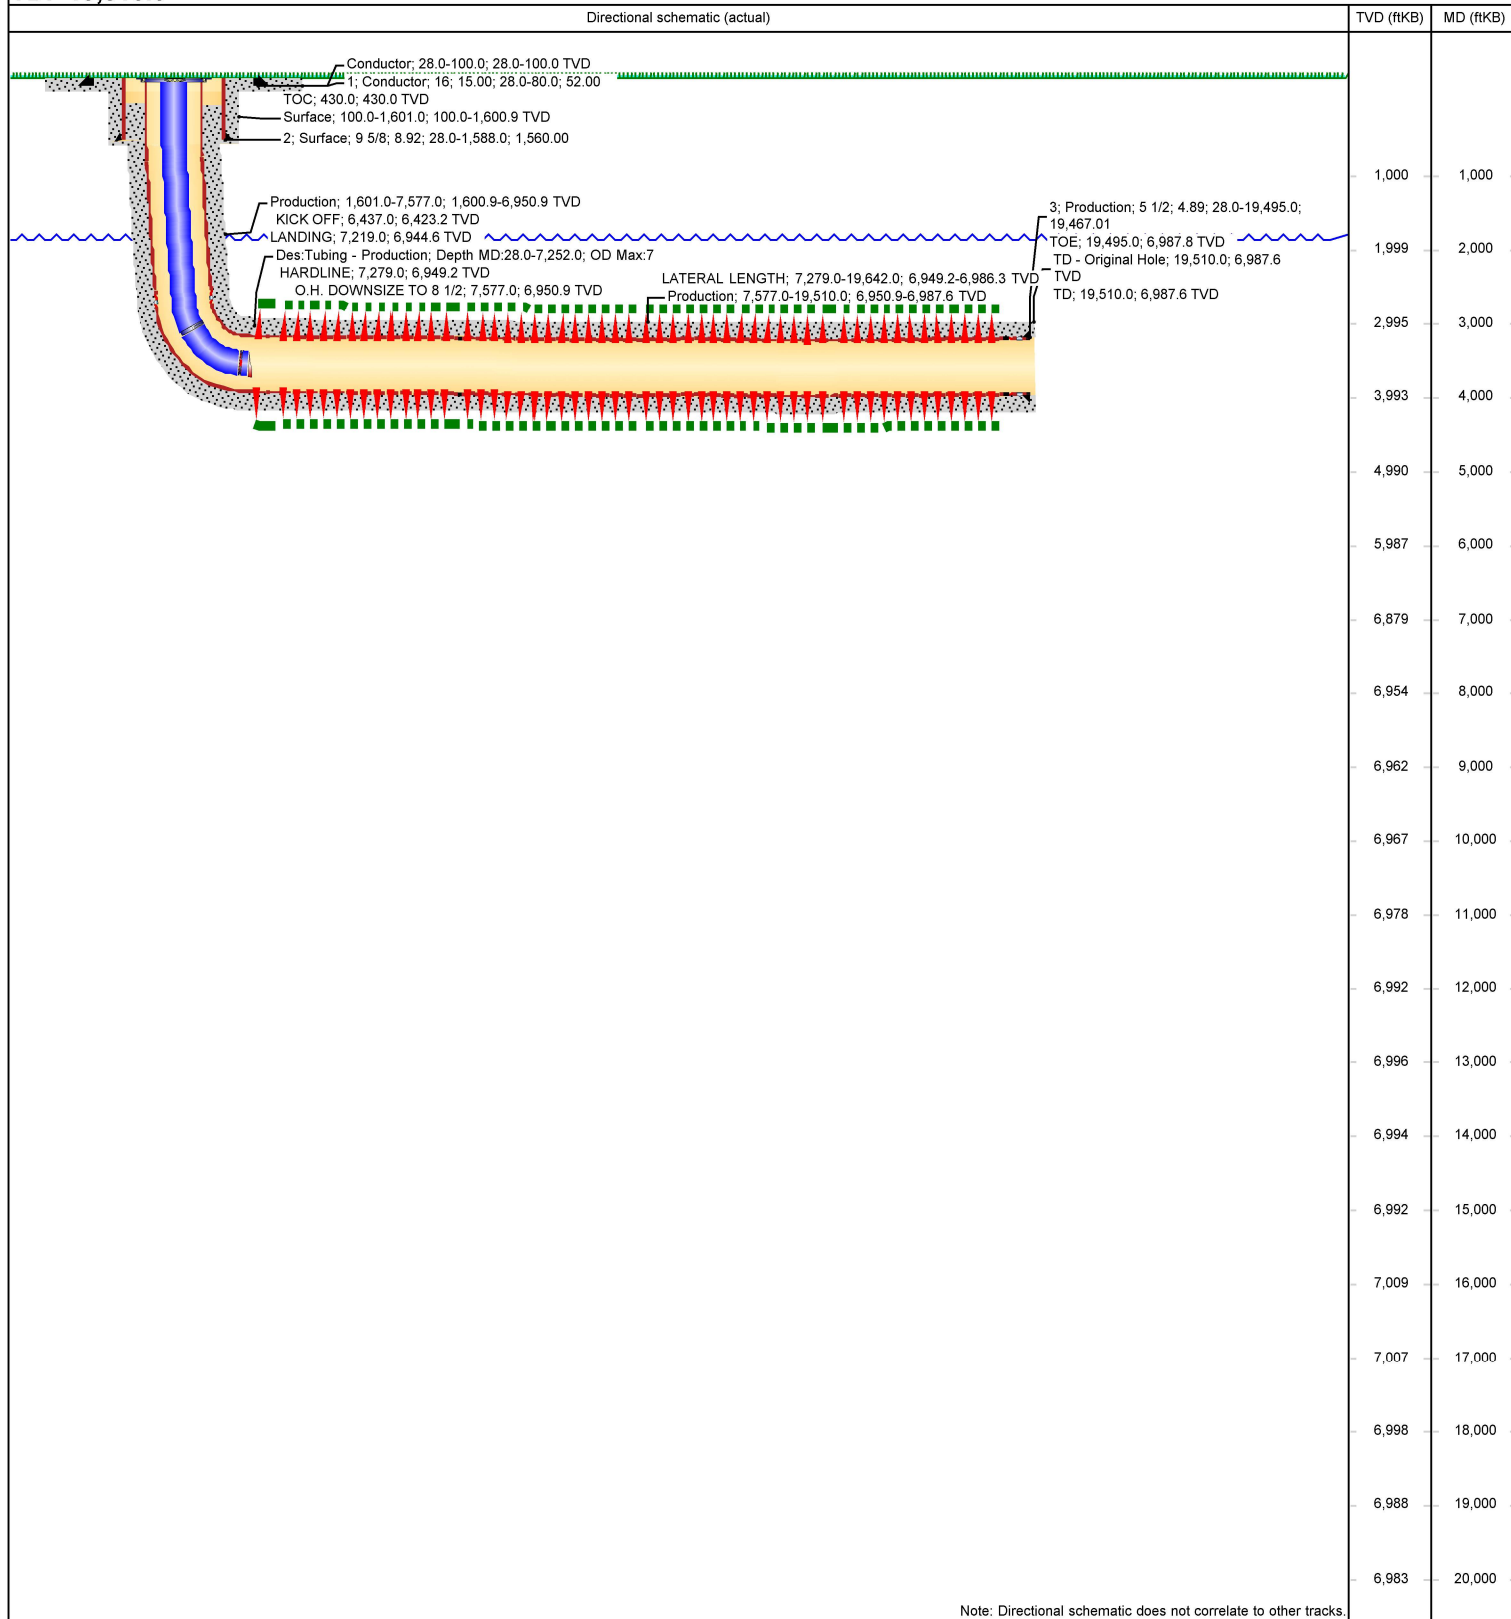 Directional schematic (actual)
TVD (ftKB)
MD (ftKB)
Conductor; 28.0-100.0; 28.0-100.0 TVD
1; Conductor; 16; 15.00; 28.0-80.0; 52.00
TOC; 430.0; 430.0 TVD
Surface; 100.0-1,601.0; 100.0-1,600.9 TVD
2; Surface; 9 5/8; 8.92; 28.0-1,588.0; 1,560.00
Production; 1,601.0-7,577.0; 1,600.9-6,950.9 TVD
KICK OFF; 6,437.0; 6,423.2 TVD
LANDING; 7,219.0; 6,944.6 TVD
Des:Tubing - Production; Depth MD:28.0-7,252.0; OD Max:7
HARDLINE; 7,279.0; 6,949.2 TVD
O.H. DOWNSIZE TO 8 1/2; 7,577.0; 6,950.9 TVD
LATERAL LENGTH; 7,279.0-19,642.0; 6,949.2-6,986.3 TVD
Production; 7,577.0-19,510.0; 6,950.9-6,987.6 TVD
3; Production; 5 1/2; 4.89; 28.0-19,495.0;
19,467.01
TOE; 19,495.0; 6,987.8 TVD
TD - Original Hole; 19,510.0; 6,987.6
TVD
TD; 19,510.0; 6,987.6 TVD
1,000 1,000
1,999 2,000
2,995 3,000
3,993 4,000
4,990 5,000
5,987 6,000
6,879 7,000
6,954 8,000
6,962 9,000
6,967 10,000
6,978 11,000
6,992 12,000
6,996 13,000
6,994 14,000
6,992 15,000
7,009 16,000
7,007 17,000
6,998 18,000
6,988 19,000
6,983 20,000
Note: Directional schematic does not correlate to other tracks.